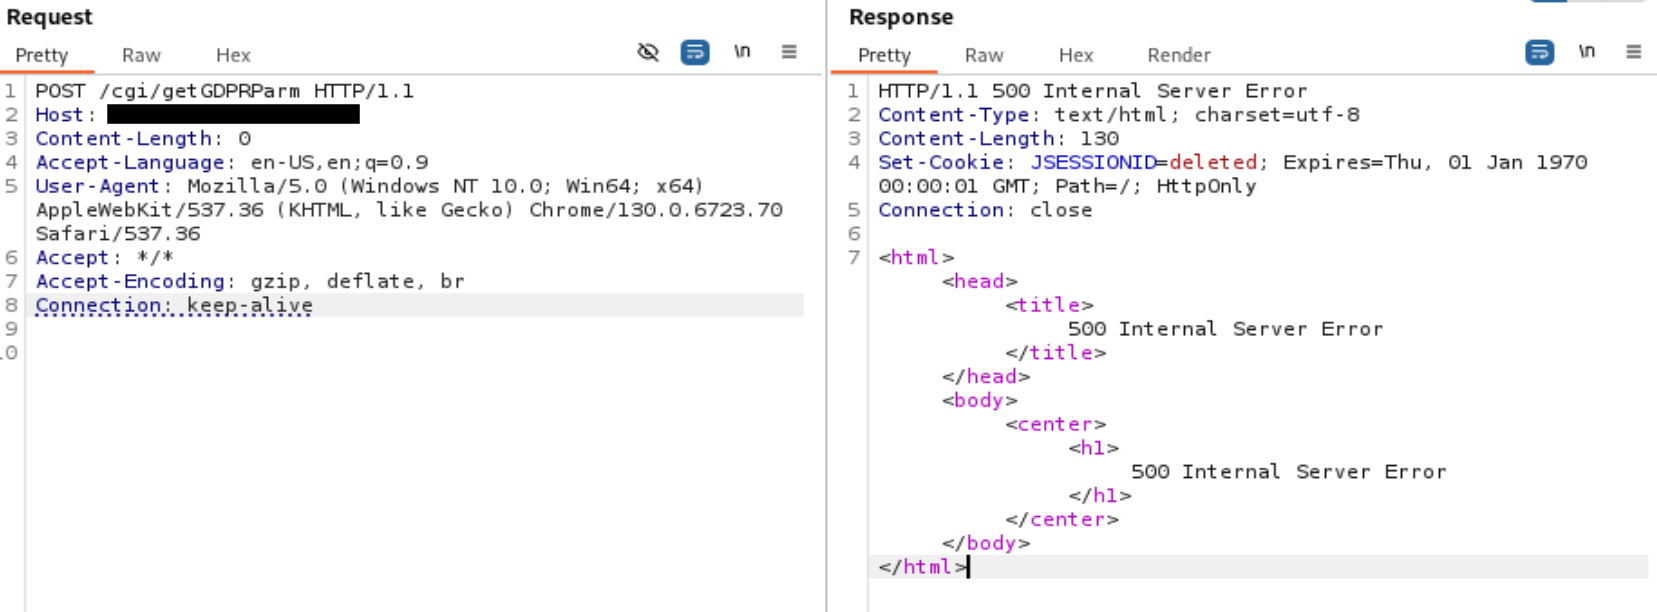 Request
Pretty Raw Hex \n
1 POST /cgi/getGDPRParm HTTP/1.1
2 Host:
3 Content-Length: 0
4 Accept-Language: en-US,en;q=0.9
5 User-Agent: Mozilla/5.0 (Windows NT 10.0; Win64; x64)
AppleWebKit/537.36 (KHTML, like Gecko) Chrome/130.0.6723.70
Safari/537.36
6 Accept: */*
7 Accept-Encoding: gzip, deflate, br
8 Connection: keep-alive
9
10
Response
Pretty Raw Hex Render \n
1 HTTP/1.1 500 Internal Server Error
2 Content-Type: text/html; charset=utf-8
3 Content-Length: 130
4 Set-Cookie: JSESSIONID=deleted; Expires=Thu, 01 Jan 1970
00:00:01 GMT; Path=/; HttpOnly
5 Connection: close
6
7 <html>
<head>
<title>
500 Internal Server Error
</title>
</head>
<body>
<center>
<h1>
500 Internal Server Error
</h1>
</center>
</body>
</html>